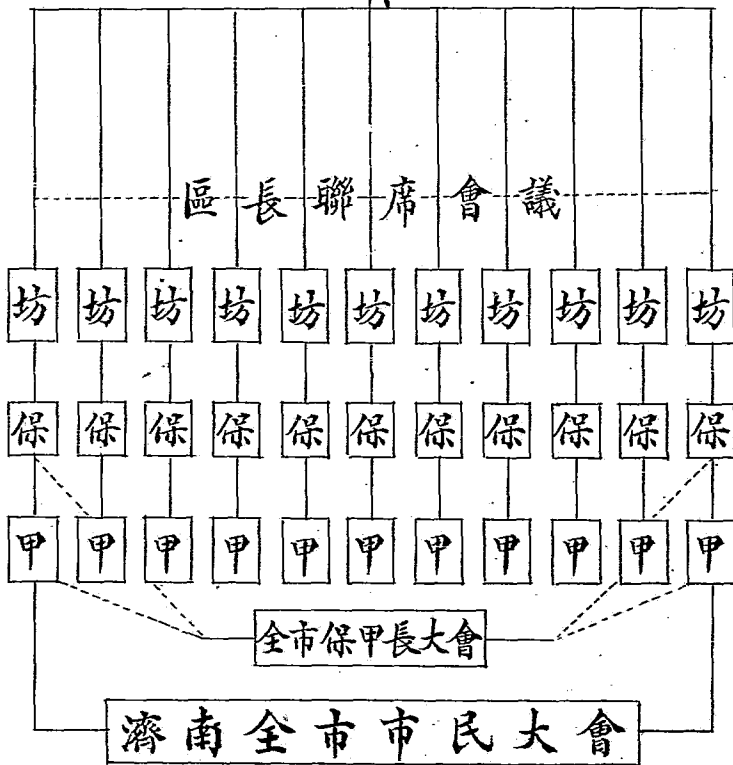 區長聯席會議
坊 坊 坊 坊 坊 坊 坊 坊 坊 坊 坊
保 保 保 保 保 保 保 保 保 保 保
甲 甲 甲 甲 甲 甲 甲 甲 甲 甲 甲
全市保甲長大會
濟南全市市民大會